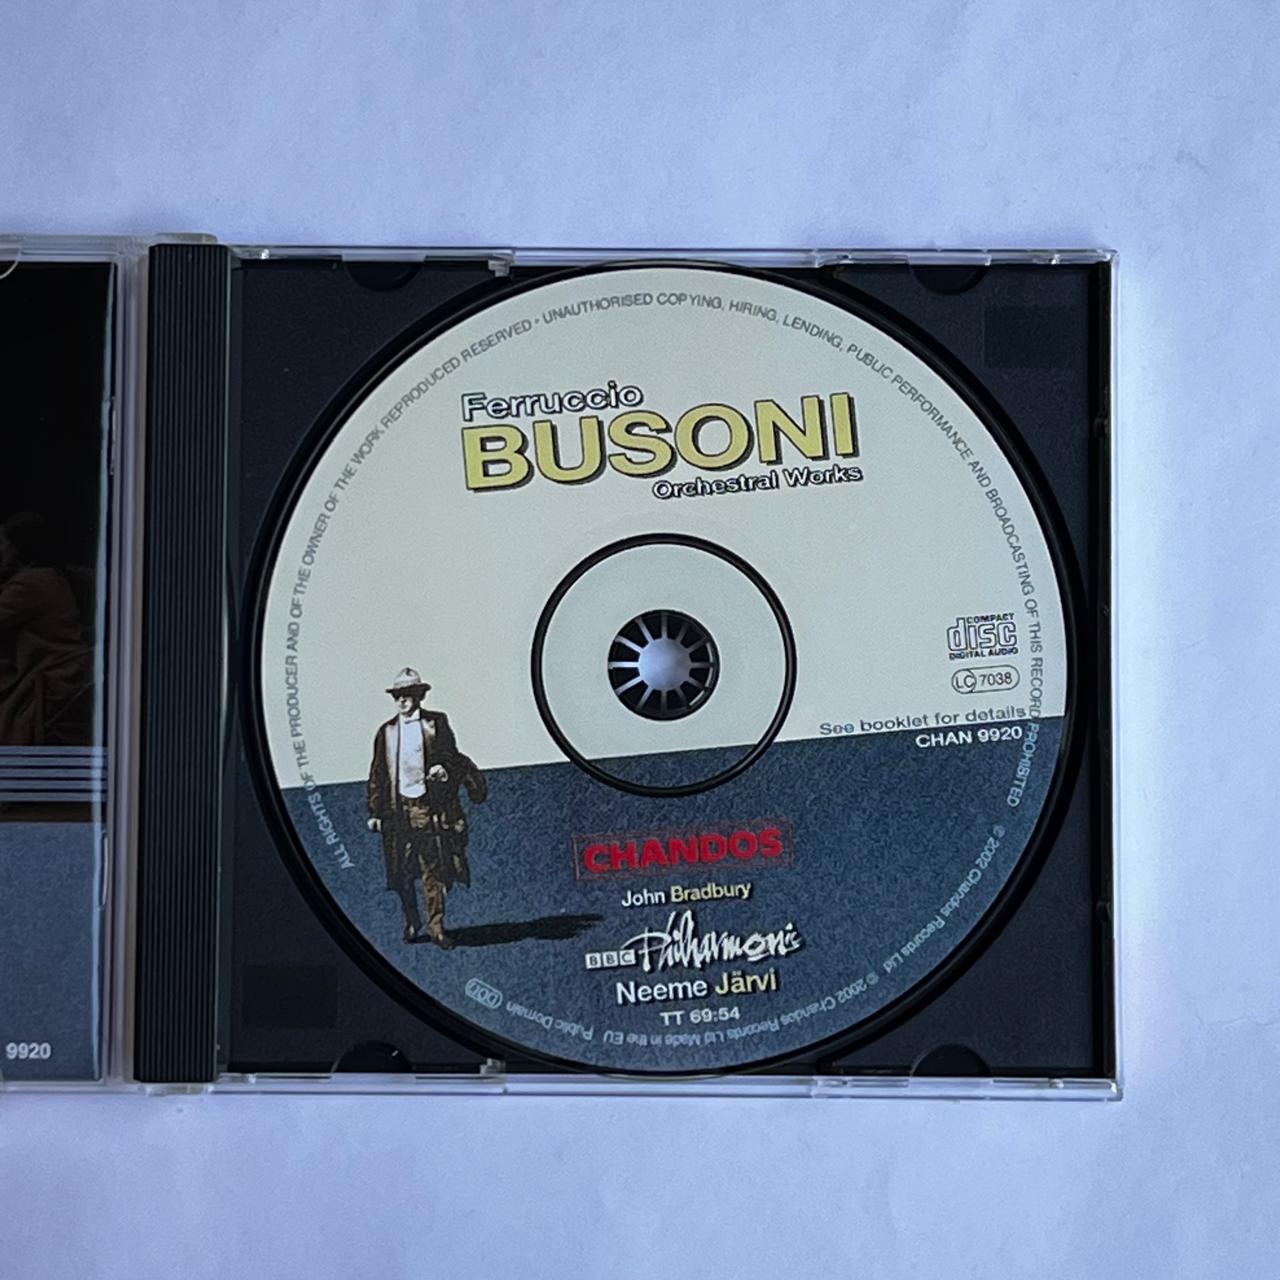 ALL RIGHTS OF THE PRODUCER AND OF THE OWNER OF THE WORK REPRODUCED RESERVED • UNAUTHORISED COPYING, HIRING, LENDING, PUBLIC PERFORMANCE AND BROADCASTING OF THIS RECORD PROHIBITED
Ferruccio
BUSONI
Orchestral Works
COMPACT
disc
DIGITAL AUDIO
LC 7038
See booklet for details
CHAN 9920
CHANDOS
John Bradbury
BBC Philharmonic
Neeme Järvi
TT 69:54
℗ 2002 Chandos Records Ltd © 2002 Chandos Records Ltd Made in the EU Public Domain DDD
9920